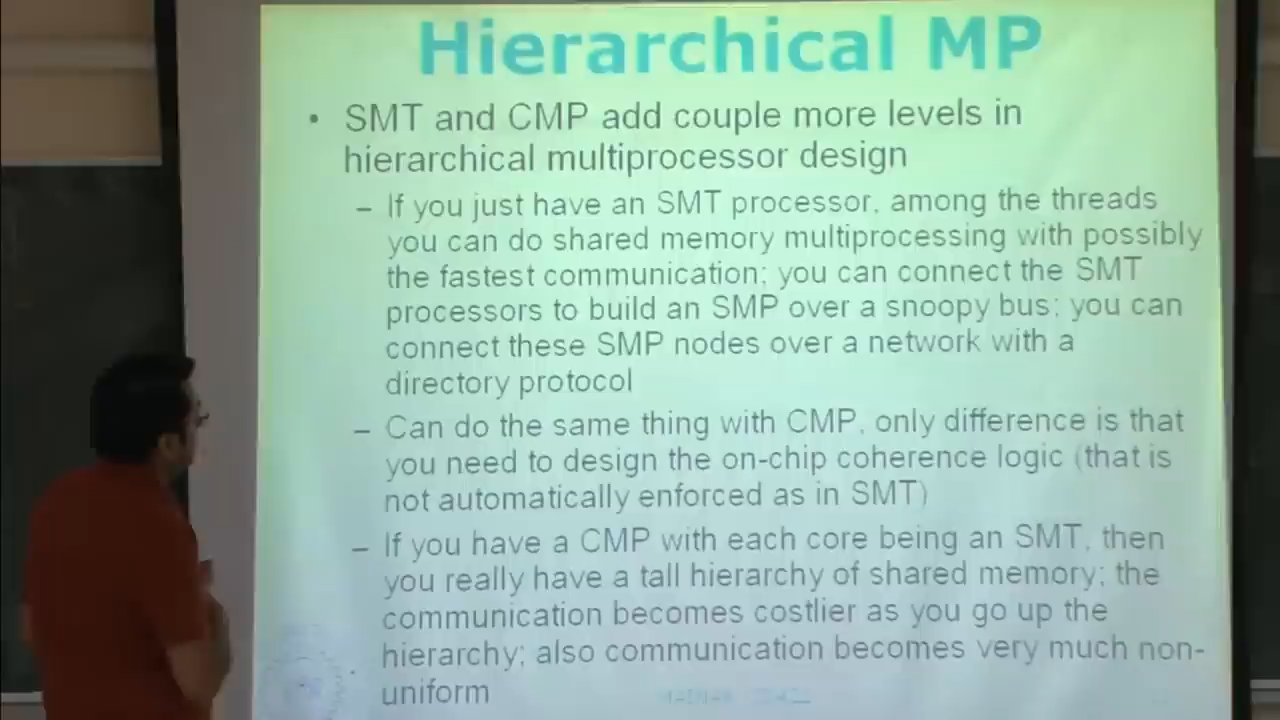 Hierarchical MP
• SMT and CMP add couple more levels in
hierarchical multiprocessor design
– If you just have an SMT processor, among the threads
you can do shared memory multiprocessing with possibly
the fastest communication; you can connect the SMT
processors to build an SMP over a snoopy bus; you can
connect these SMP nodes over a network with a
directory protocol
– Can do the same thing with CMP, only difference is that
you need to design the on-chip coherence logic (that is
not automatically enforced as in SMT)
– If you have a CMP with each core being an SMT, then
you really have a tall hierarchy of shared memory; the
communication becomes costlier as you go up the
hierarchy; also communication becomes very much non-
uniform